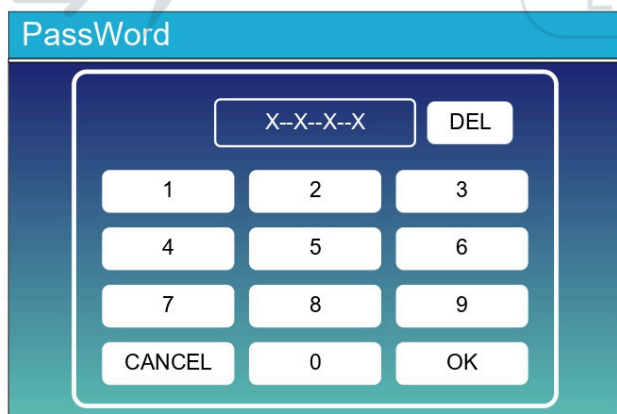 PassWord
X--X--X--X DEL
1 2 3
4 5 6
7 8 9
CANCEL 0 OK